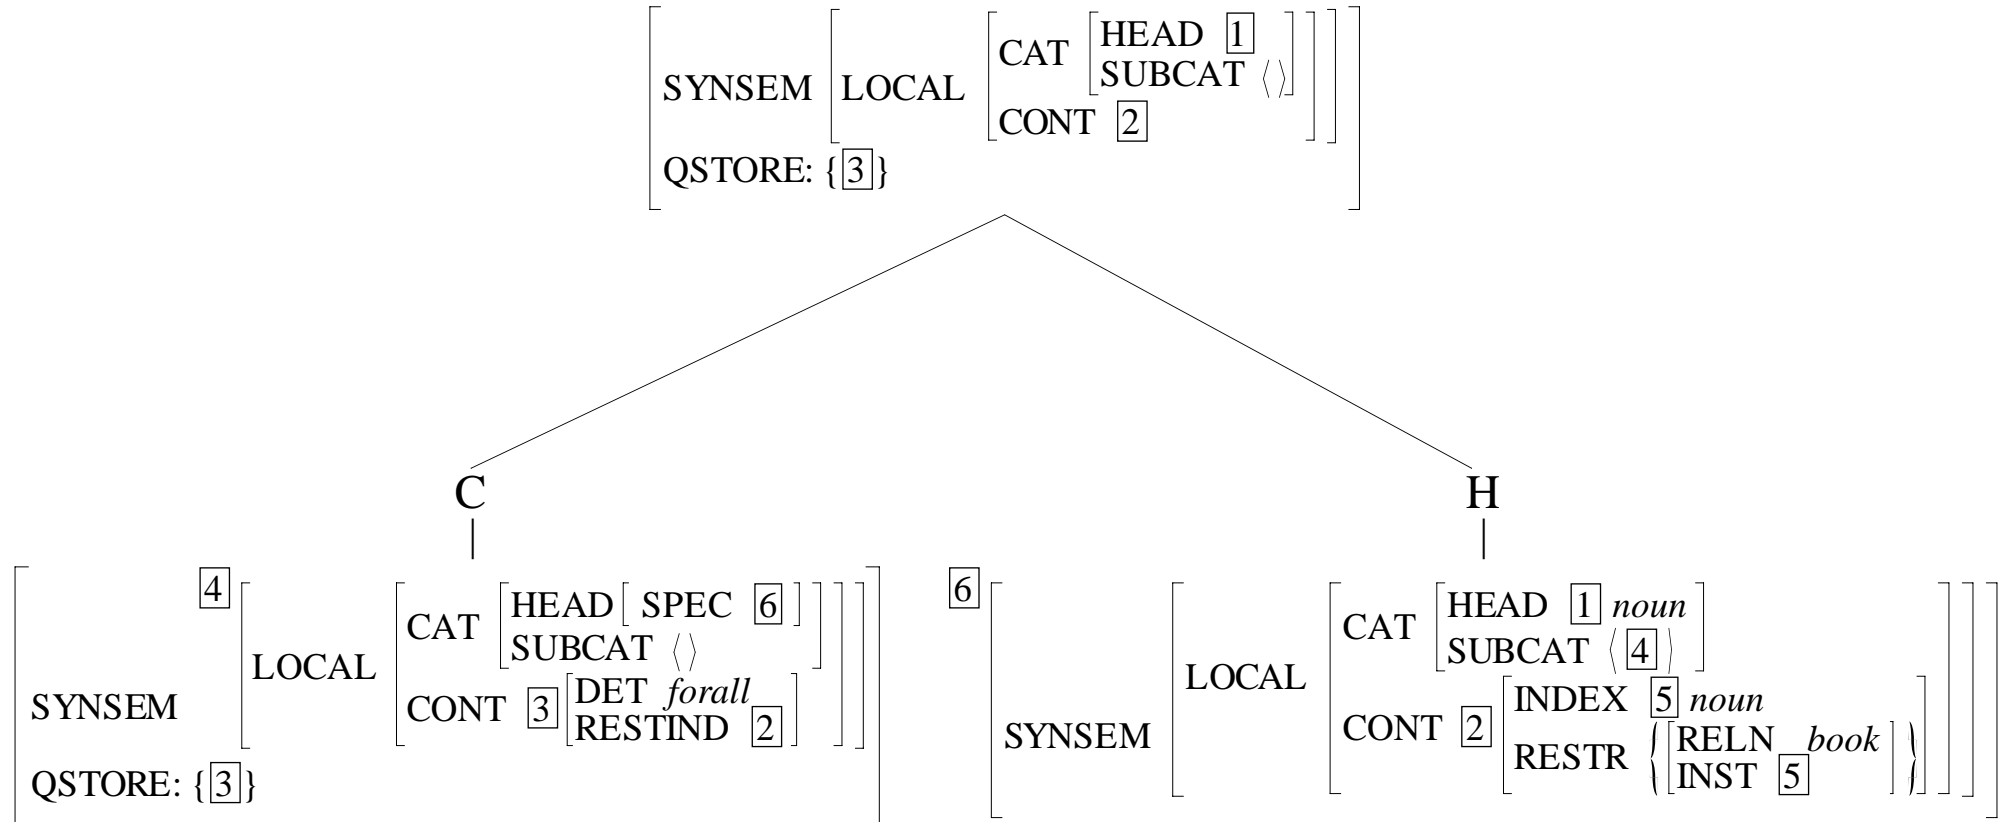 CAT HEAD 1
SUBCAT ⟨ ⟩
SYNSEM LOCAL
CONT 2
QSTORE: {3}
C
H
4
6
CAT HEAD [ SPEC 6 ]
SUBCAT ⟨ ⟩
LOCAL
CONT 3 DET forall
RESTIND 2
SYNSEM
QSTORE: {3}
CAT HEAD 1 noun
SUBCAT ⟨ 4 ⟩
LOCAL
CONT 2 INDEX 5 noun
RESTR { RELN book
INST 5 }
SYNSEM